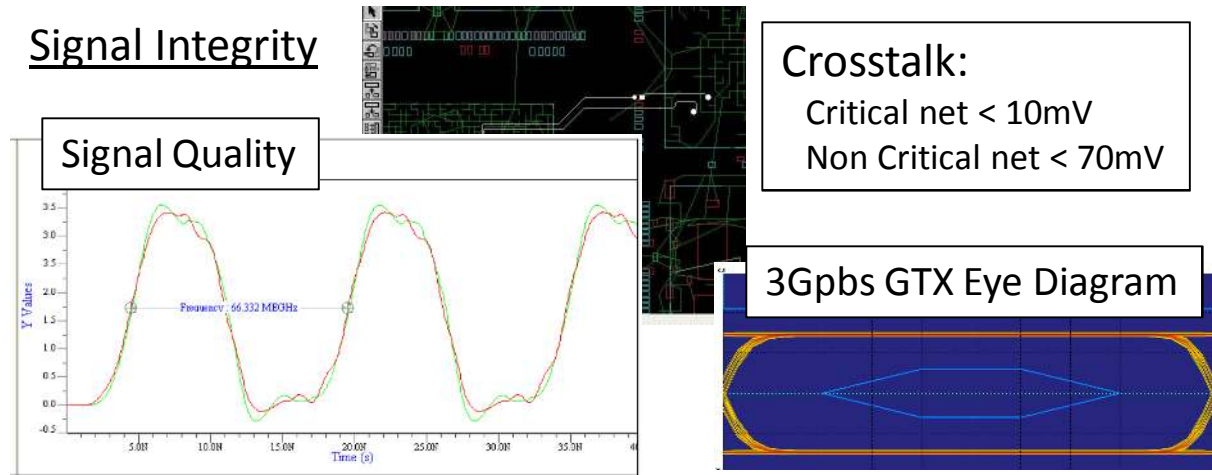 Signal Integrity
Crosstalk:
Critical net < 10mV
Non Critical net < 70mV
Signal Quality
3.5
3.0
2.5
2.0
1.5
1.0
0.5
0.0
-0.5
Y Values
Frequency : 66.332 MEGHz
5.0N 10.0N 15.0N 20.0N 25.0N 30.0N 35.0N 40
Time (s)
3Gpbs GTX Eye Diagram